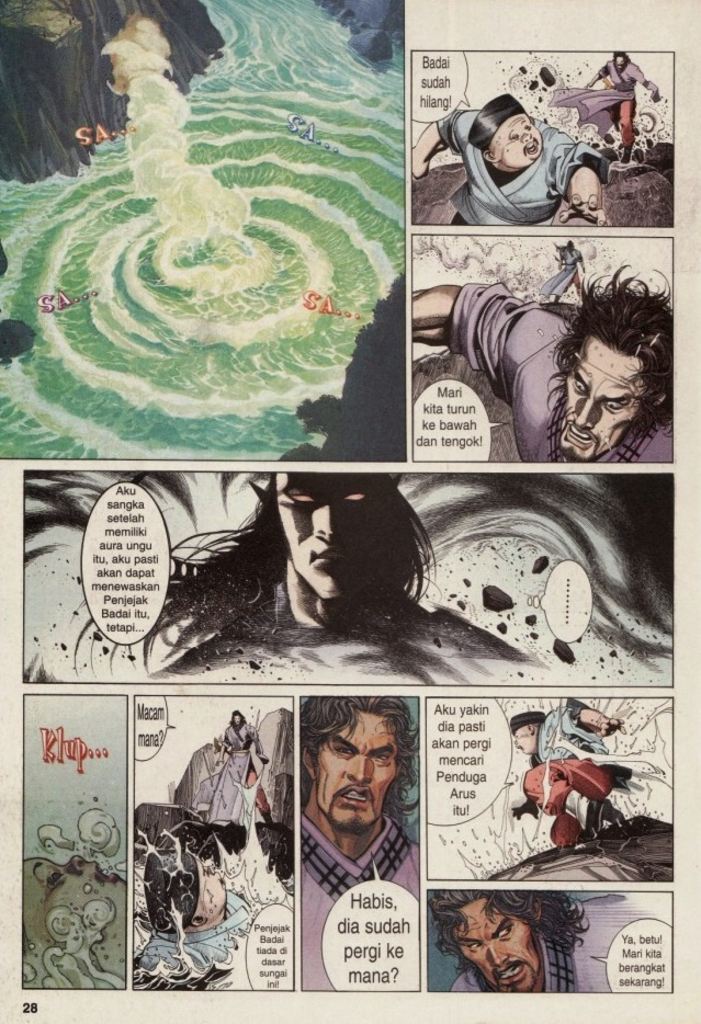 SA...
SA...
SA...
SA...
Badai
sudah
hilang!
Mari
kita turun
ke bawah
dan tengok!
Aku
sangka
setelah
memiliki
aura ungu
itu, aku pasti
akan dapat
menewaskan
Penjejak
Badai itu,
tetapi...
......
Klup...
Macam
mana?
Penjejak
Badai
tiada di
dasar
sungai
ini!
Habis,
dia sudah
pergi ke
mana?
Aku yakin
dia pasti
akan pergi
mencari
Penduga
Arus
itu!
Ya, betul!
Mari kita
berangkat
sekarang!
28